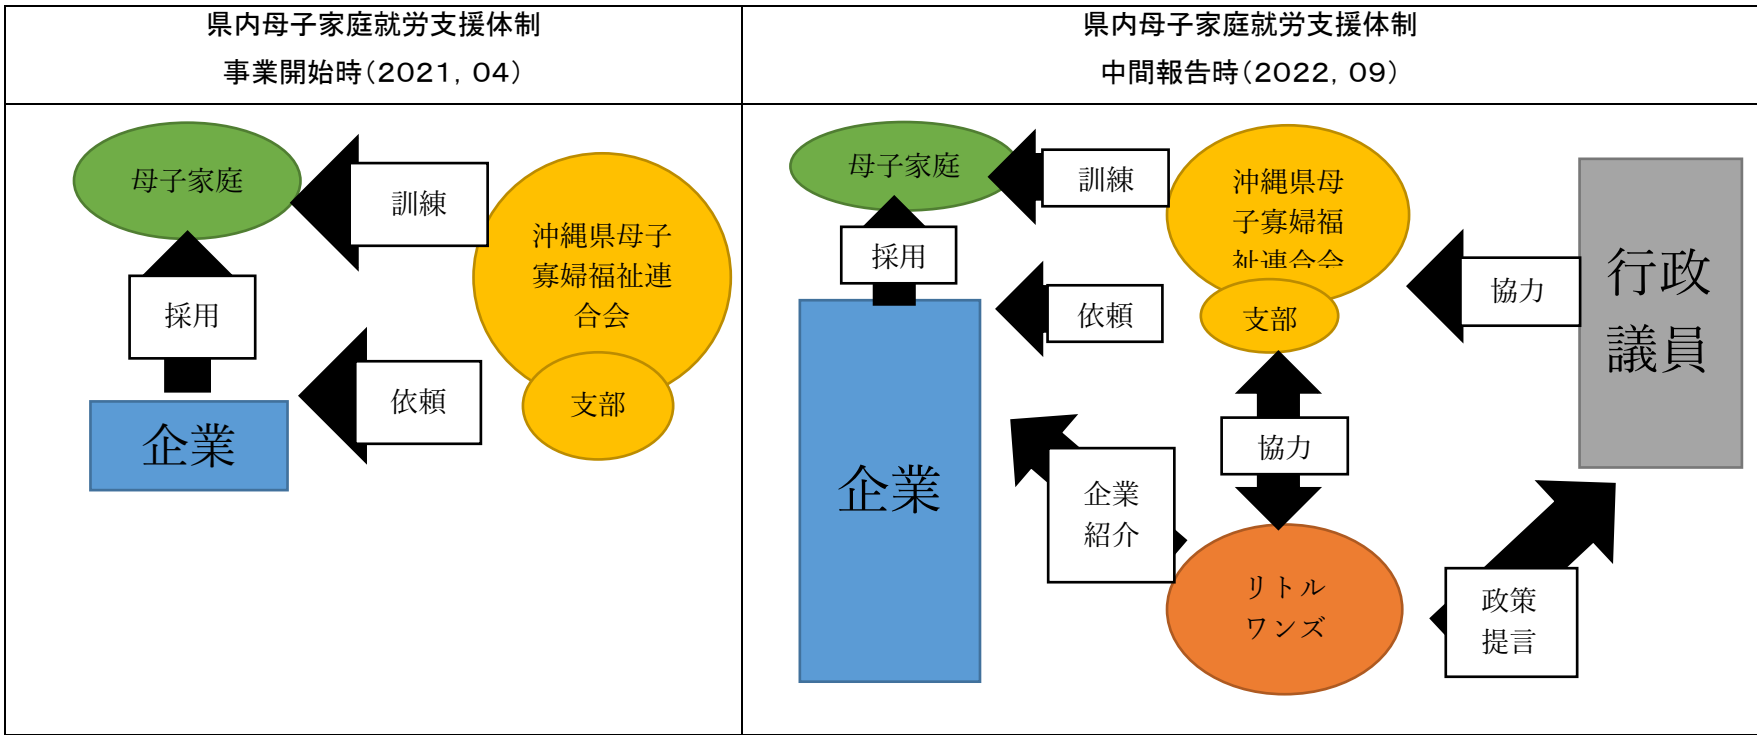 県内母子家庭就労支援体制
事業開始時（2021，04）
母子家庭
訓練
沖縄県母子
寡婦福祉連
合会
採用
依頼
支部
企業
県内母子家庭就労支援体制
中間報告時（2022，09）
母子家庭
訓練
沖縄県母
子寡婦福
祉連合会
採用
依頼
支部
協力
行政
議員
企業
協力
企業
紹介
リトル
ワンズ
政策
提言